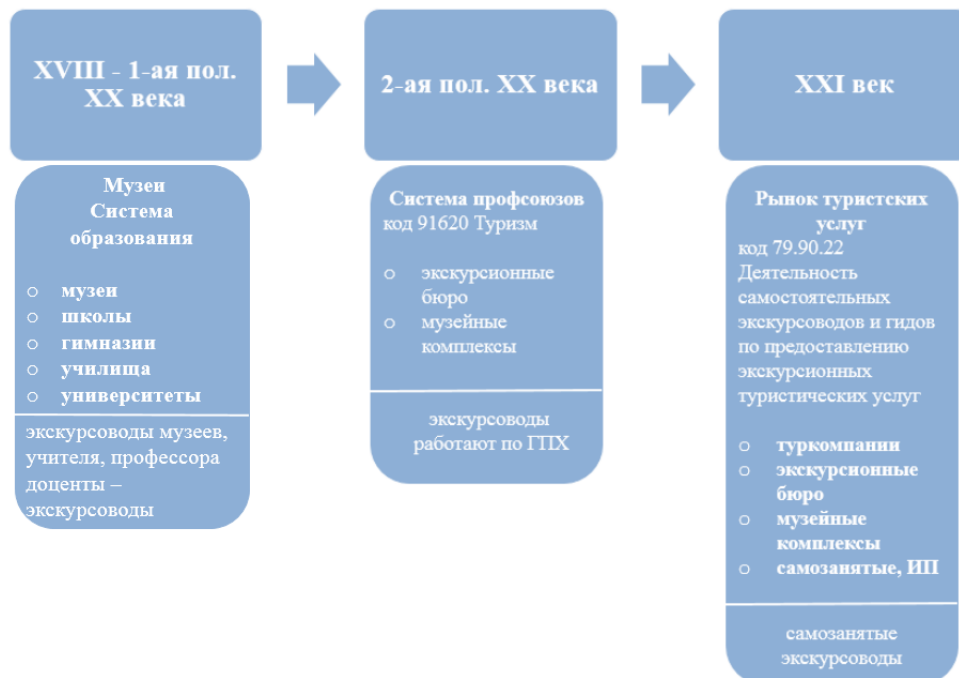 XVIII - 1-ая пол.
XX века
2-ая пол. XX века
XXI век
Музеи
Система
образования
o музеи
o школы
o гимназии
o училища
o университеты
экскурсоводы музеев,
учителя, профессора
доценты –
экскурсоводы
Система профсоюзов
код 91620 Туризм
o экскурсионные
бюро
o музейные
комплексы
экскурсоводы
работают по ГПХ
Рынок туристских
услуг
код 79.90.22
Деятельность
самостоятельных
экскурсоводов и гидов
по предоставлению
экскурсионных
туристических услуг
o туркомпании
o экскурсионные
бюро
o музейные
комплексы
o самозанятые, ИП
самозанятые
экскурсоводы